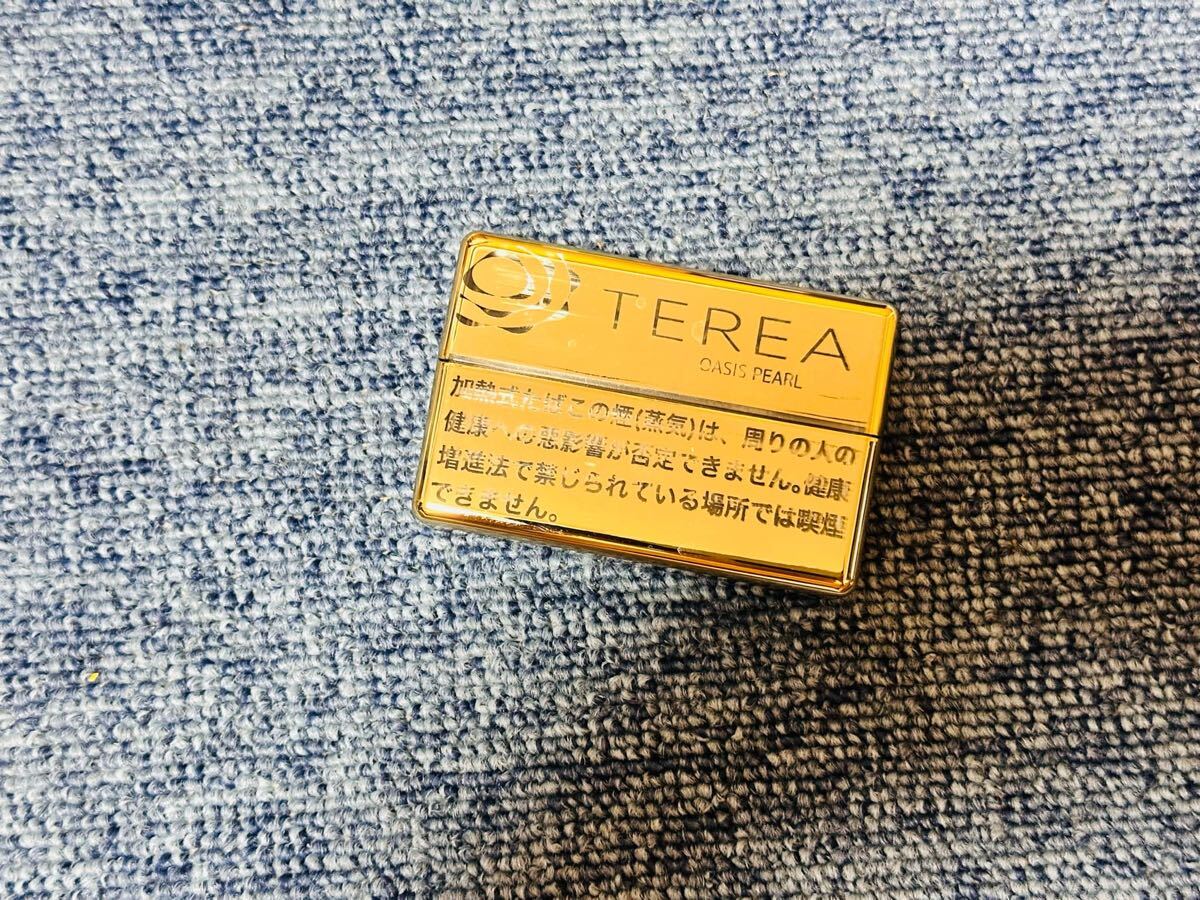 TEREA
OASIS PEARL
加熱式たばこの煙(蒸気)は、周りの人の
健康への悪影響が否定できません。健康
増進法で禁じられている場所では喫煙
できません。